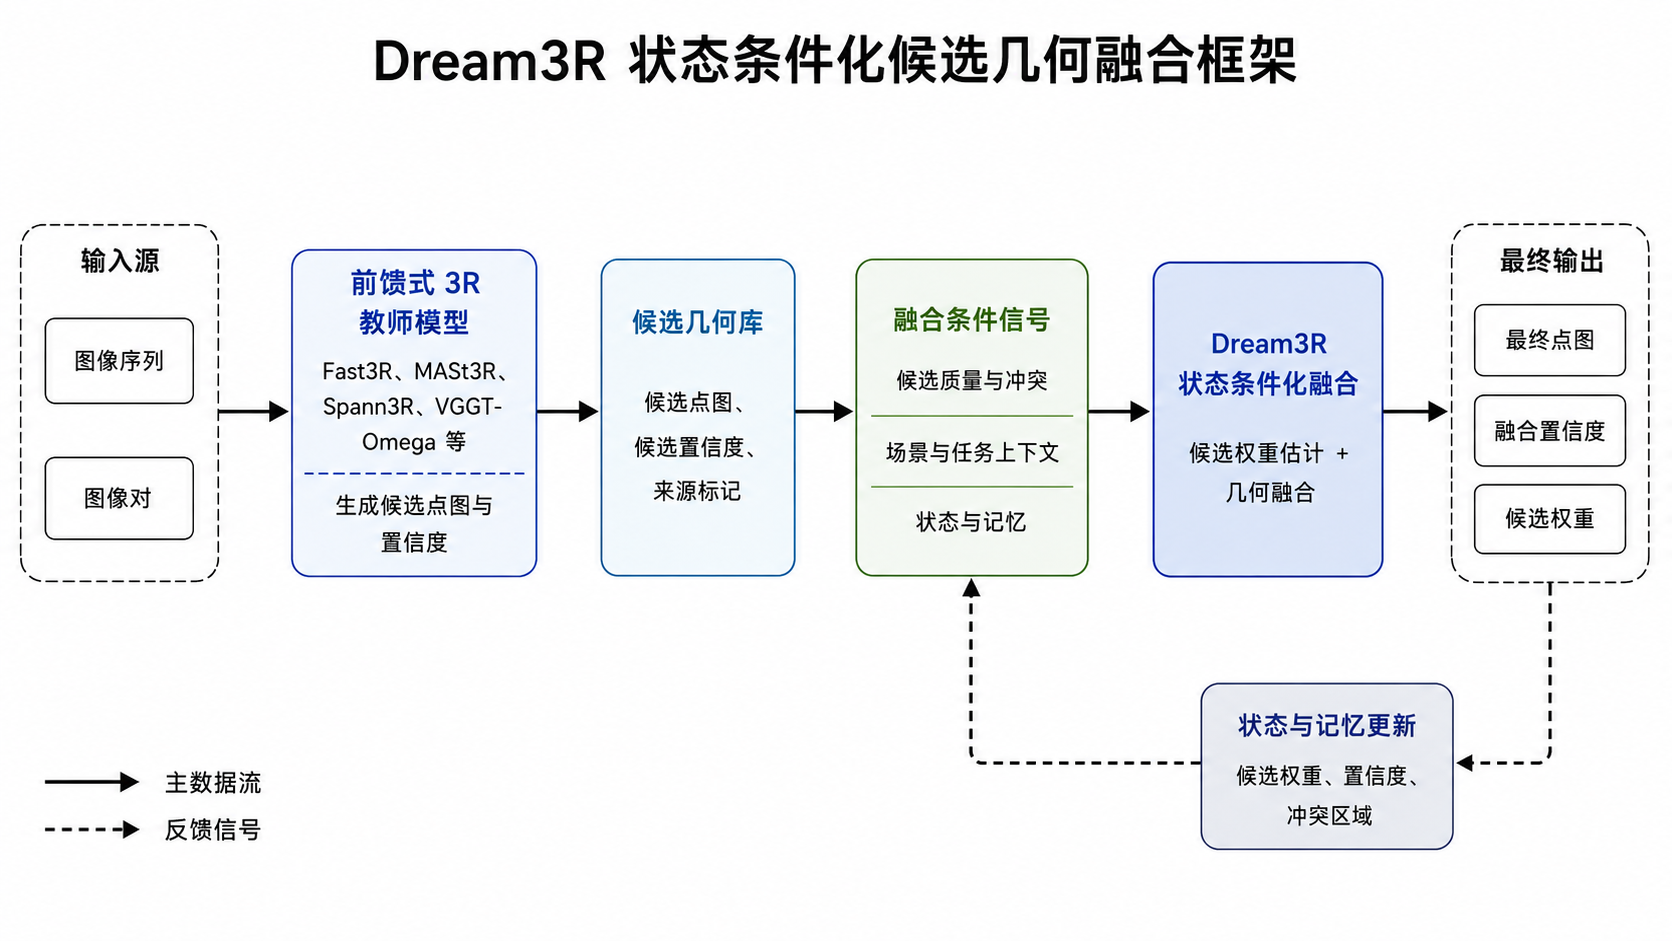 Dream3R 状态条件化候选几何融合框架
输入源
图像序列
图像对
前馈式 3R
教师模型
Fast3R、MASt3R、
Spann3R、VGGT-
Omega 等
生成候选点图与
置信度
候选几何库
候选点图、
候选置信度、
来源标记
融合条件信号
候选质量与冲突
场景与任务上下文
状态与记忆
Dream3R
状态条件化融合
候选权重估计 +
几何融合
最终输出
最终点图
融合置信度
候选权重
状态与记忆更新
候选权重、置信度、
冲突区域
主数据流
反馈信号